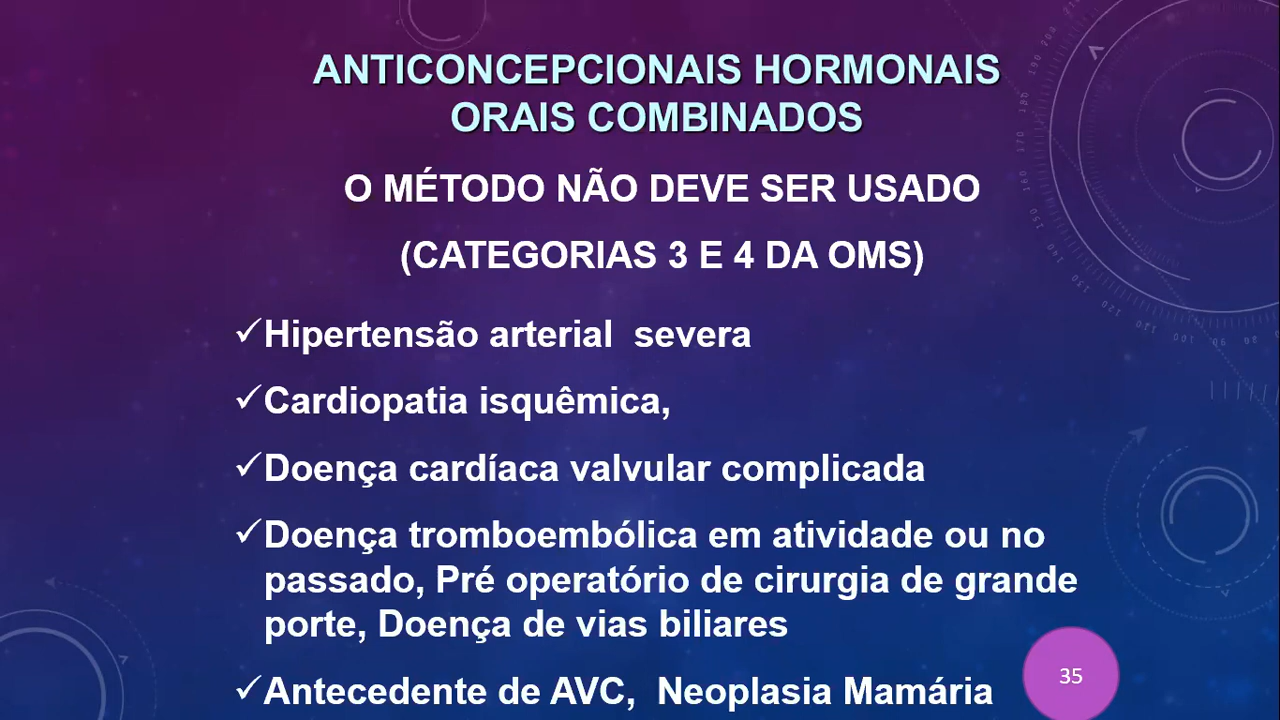 ANTICONCEPCIONAIS HORMONAIS
ORAIS COMBINADOS
O MÉTODO NÃO DEVE SER USADO
(CATEGORIAS 3 E 4 DA OMS)
✓Hipertensão arterial  severa
✓Cardiopatia isquêmica,
✓Doença cardíaca valvular complicada
✓Doença tromboembólica em atividade ou no
passado, Pré operatório de cirurgia de grande
porte, Doença de vias biliares
✓Antecedente de AVC,  Neoplasia Mamária
35